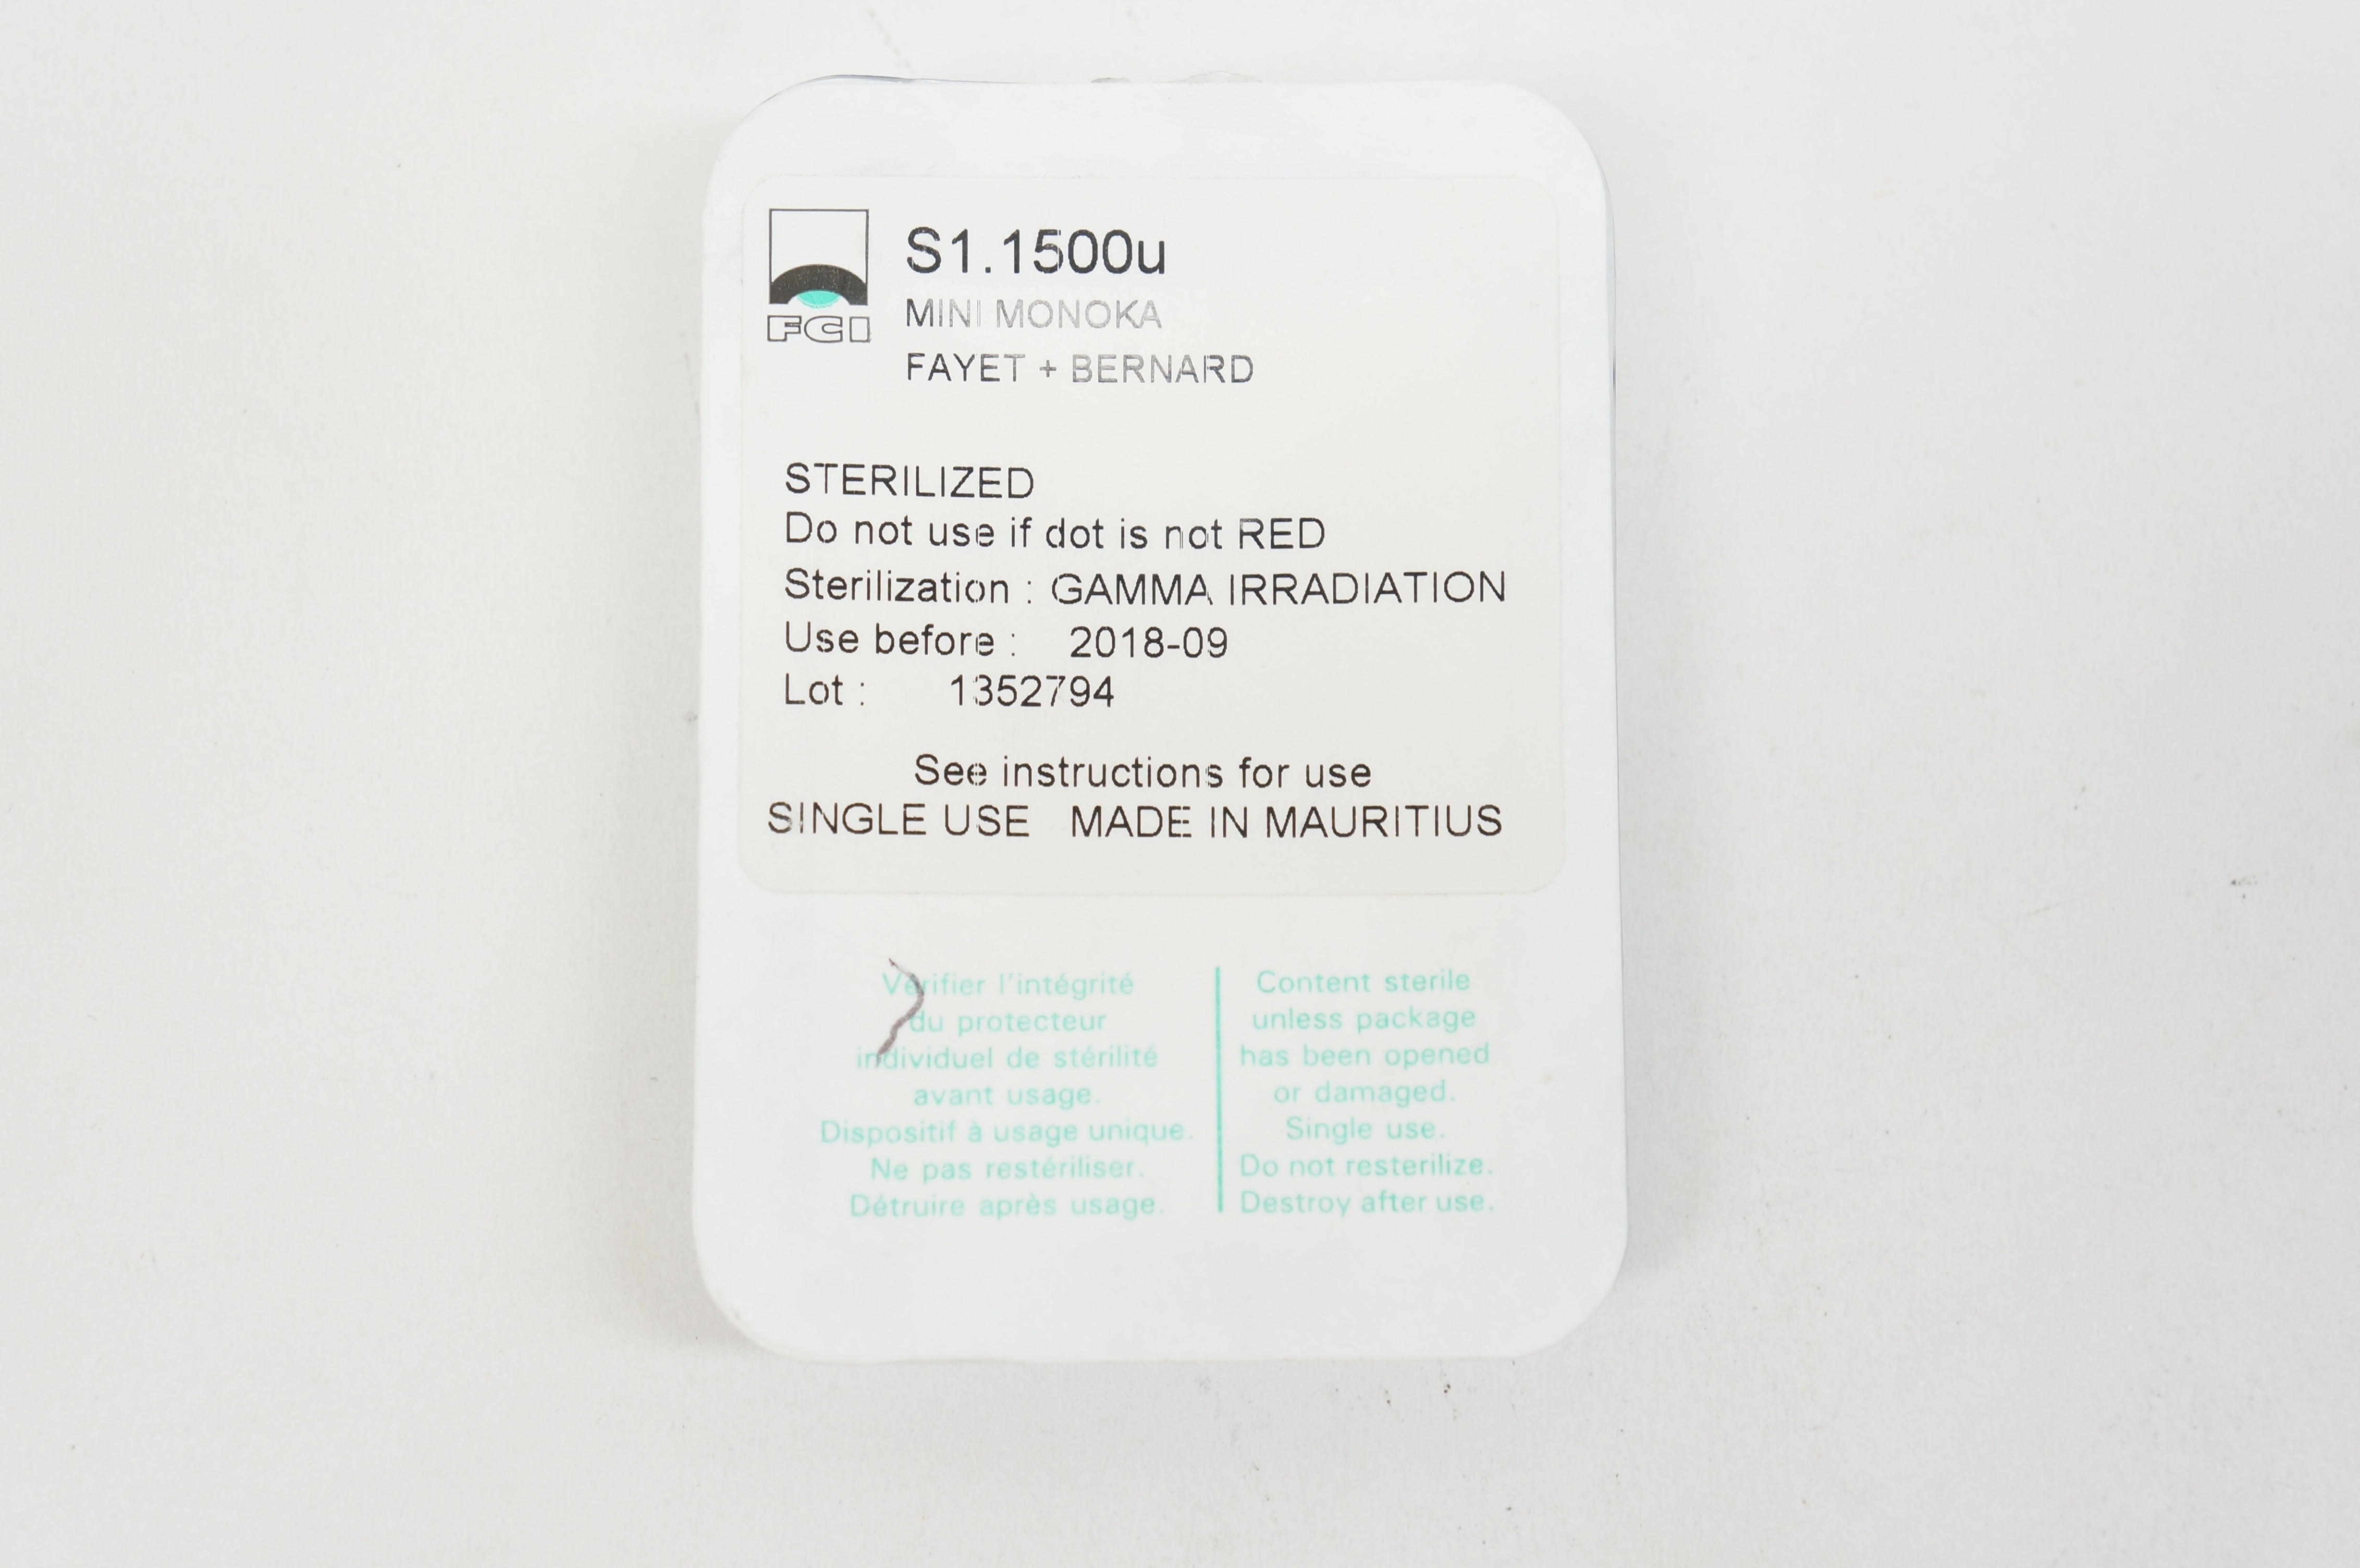 S1.1500u
FCI
MINI MONOKA
FAYET + BERNARD
STERILIZED
Do not use if dot is not RED
Sterilization : GAMMA IRRADIATION
Use before : 2018-09
Lot : 1352794
See instructions for use
SINGLE USE MADE IN MAURITIUS
Vérifier l'intégrité
du protecteur
individuel de stérilité
avant usage.
Dispositif à usage unique.
Ne pas restériliser.
Détruire après usage.
Content sterile
unless package
has been opened
or damaged.
Single use.
Do not resterilize.
Destroy after use.